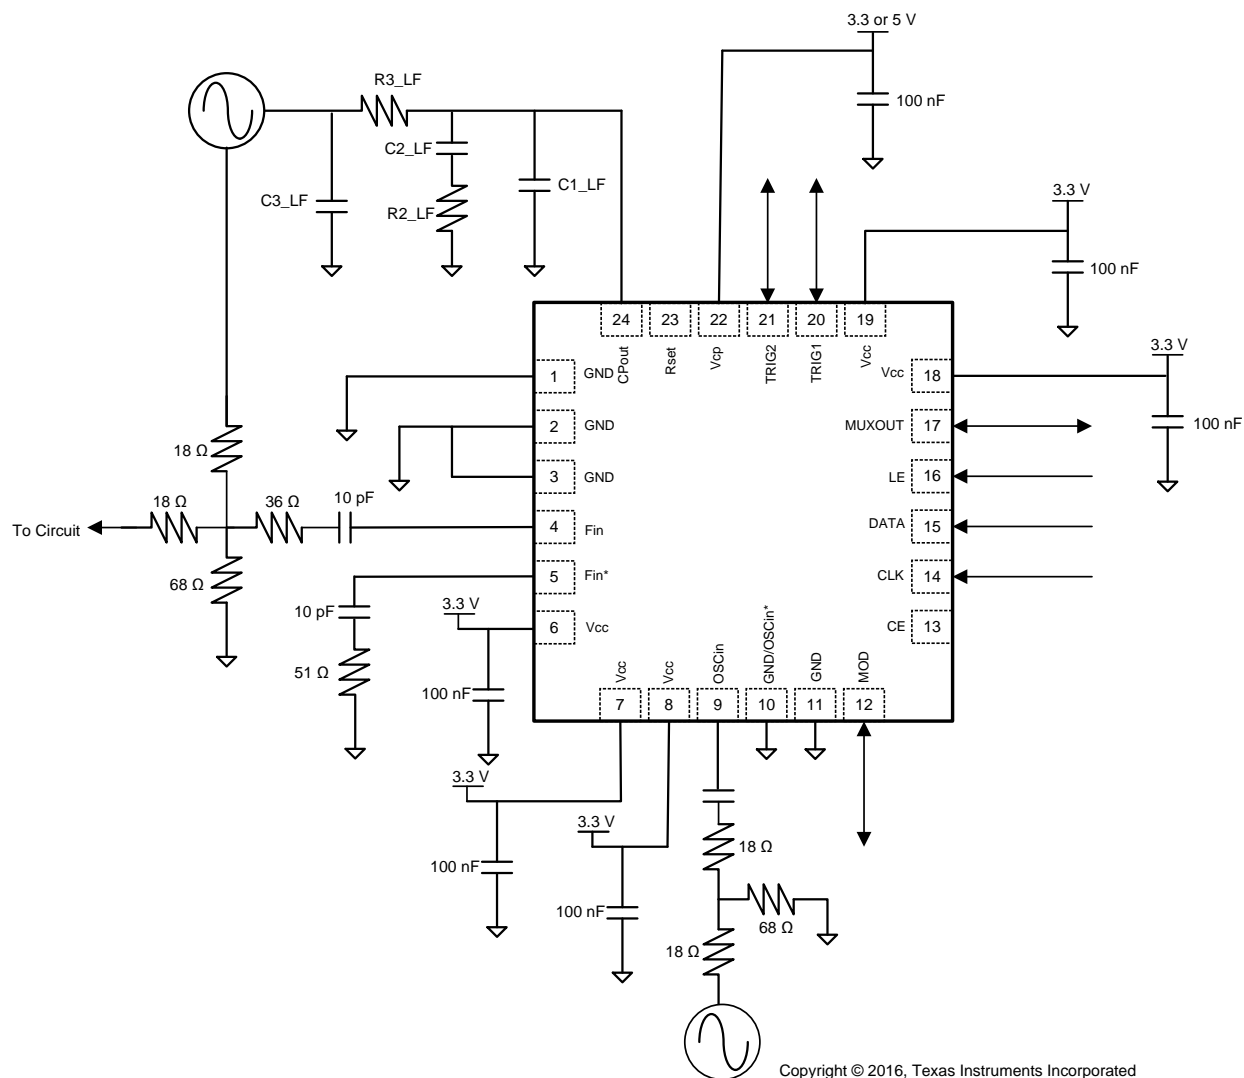 3.3 or 5 V
100 nF
R3_LF
C2_LF
C1_LF
C3_LF
R2_LF
3.3 V
100 nF
24
23
22
21
20
19
CPout
Rset
Vcp
TRIG2
TRIG1
Vcc
3.3 V
100 nF
1
GND
2
GND
3
GND
4
Fin
5
Fin*
6
Vcc
Vcc
18
MUXOUT
17
LE
16
DATA
15
CLK
14
CE
13
18 Ω
18 Ω
36 Ω
10 pF
To Circuit
68 Ω
10 pF
51 Ω
3.3 V
100 nF
Vcc
Vcc
OSCin
GND/OSCin*
GND
MOD
7
8
9
10
11
12
3.3 V
100 nF
3.3 V
100 nF
18 Ω
68 Ω
18 Ω
Copyright © 2016, Texas Instruments Incorporated